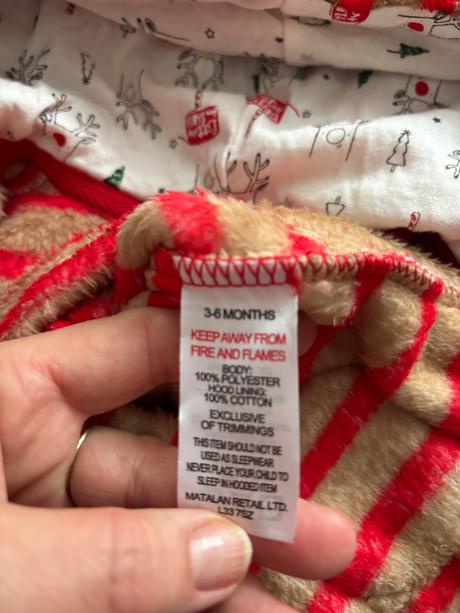 3-6 MONTHS
KEEP AWAY FROM
FIRE AND FLAMES
BODY:
100% POLYESTER
HOOD LINING:
100% COTTON
EXCLUSIVE
OF TRIMMINGS
THIS ITEM SHOULD NOT BE
USED AS SLEEPWEAR
NEVER PLACE YOUR CHILD TO
SLEEP IN HOODED ITEM
MATALAN RETAIL LTD.
L33 7SZ